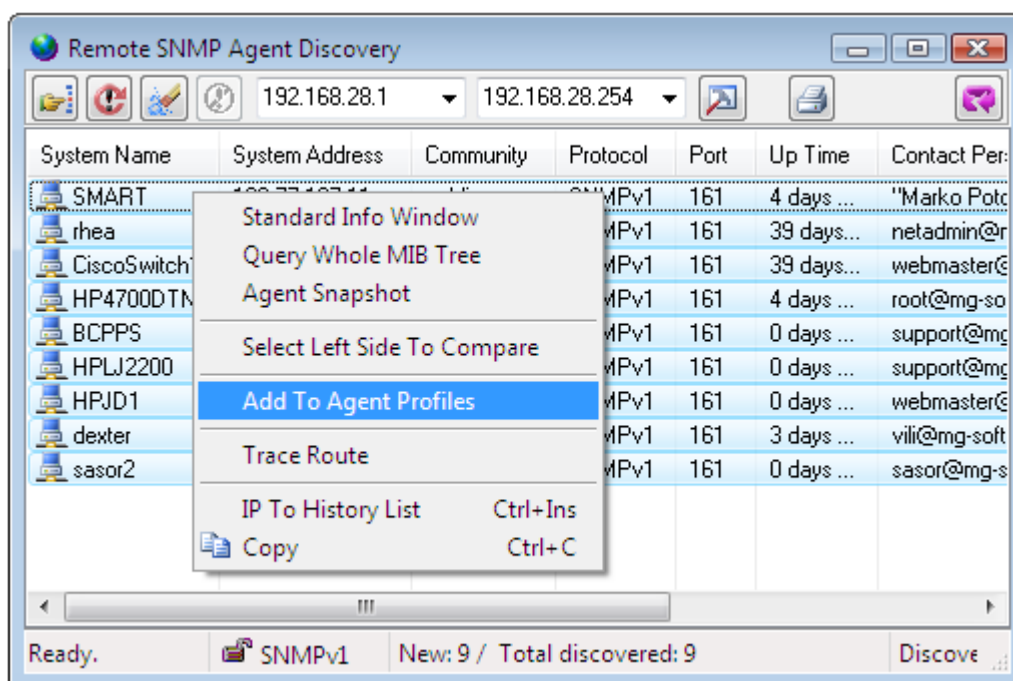 Remote SNMP Agent Discovery
192.168.28.1 192.168.28.254
System Name System Address Community Protocol Port Up Time Contact Per
SMART 161 4 days ... "Marko Poto
rhea MPv1 161 39 days... netadmin@r
CiscoSwitch MPv1 161 39 days... webmaster@
HP4700DTN MPv1 161 4 days ... root@mg-so
BCPPS MPv1 161 0 days ... support@mg
HPLJ2200 MPv1 161 0 days ... support@mg
HPJD1 MPv1 161 0 days ... webmaster@
dexter MPv1 161 3 days ... vili@mg-soft
sasor2 MPv1 161 0 days ... sasor@mg-s
Standard Info Window
Query Whole MIB Tree
Agent Snapshot
Select Left Side To Compare
Add To Agent Profiles
Trace Route
IP To History List Ctrl+Ins
Copy Ctrl+C
Ready. SNMPv1 New: 9 / Total discovered: 9 Discove